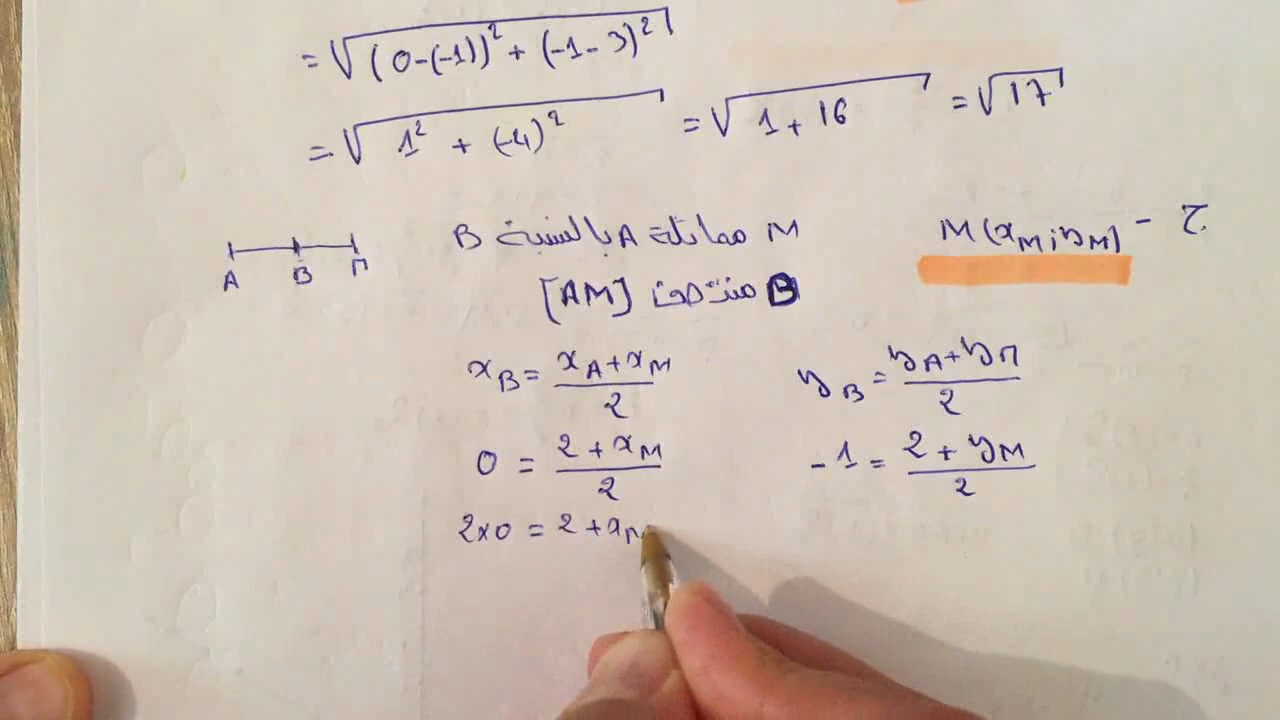 = √((0-(-1))² + (-1-3)²)
= √(1² + (-4)²) = √(1 + 16) = √17
ج - M(xM; yM)
M مماثلة A بالنسبة B
A B M
B منتصف [AM]
xB = (xA + xM)/2 yB = (yA + yM)/2
0 = (2 + xM)/2 -1 = (2 + yM)/2
2×0 = 2 + xM